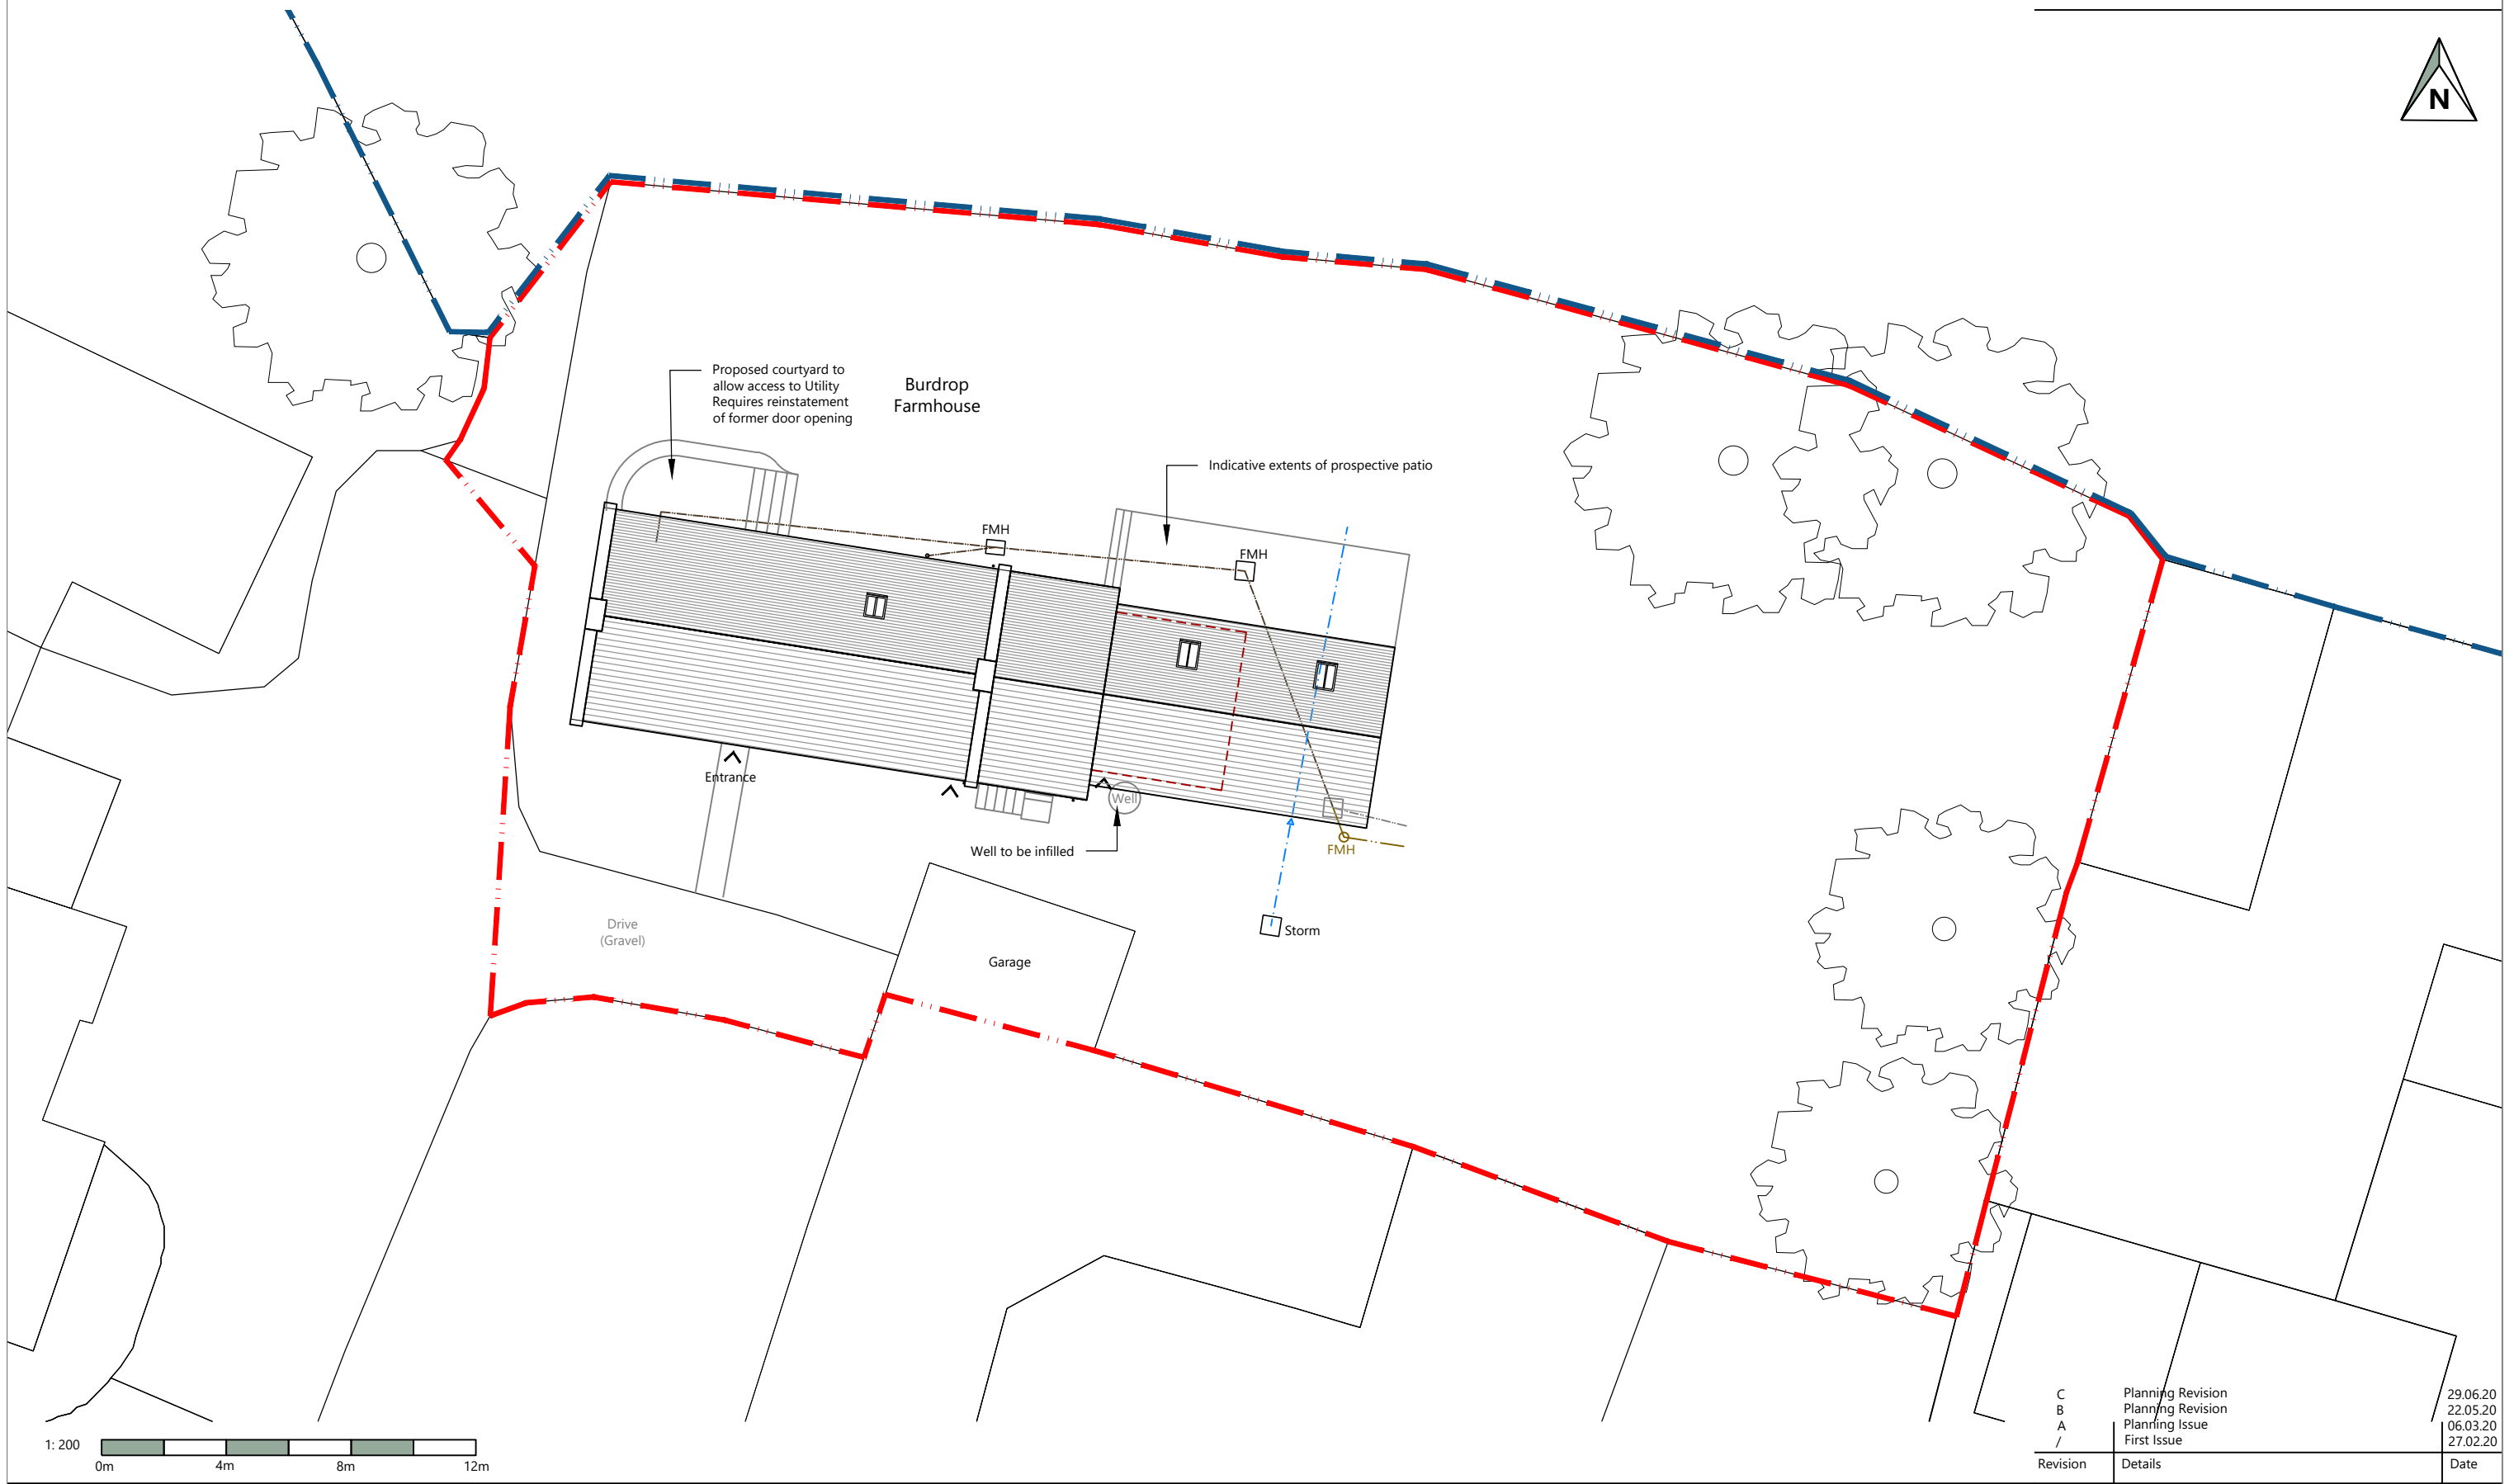 N
Proposed courtyard to
allow access to Utility
Requires reinstatement
of former door opening
Burdrop
Farmhouse
Indicative extents of prospective patio
FMH
FMH
Entrance
Well
Well to be infilled
FMH
Drive
(Gravel)
Storm
Garage
1: 200
0m 4m 8m 12m
C Planning Revision 29.06.20
B Planning Revision 22.05.20
A Planning Issue 06.03.20
/ First Issue 27.02.20
Revision Details Date